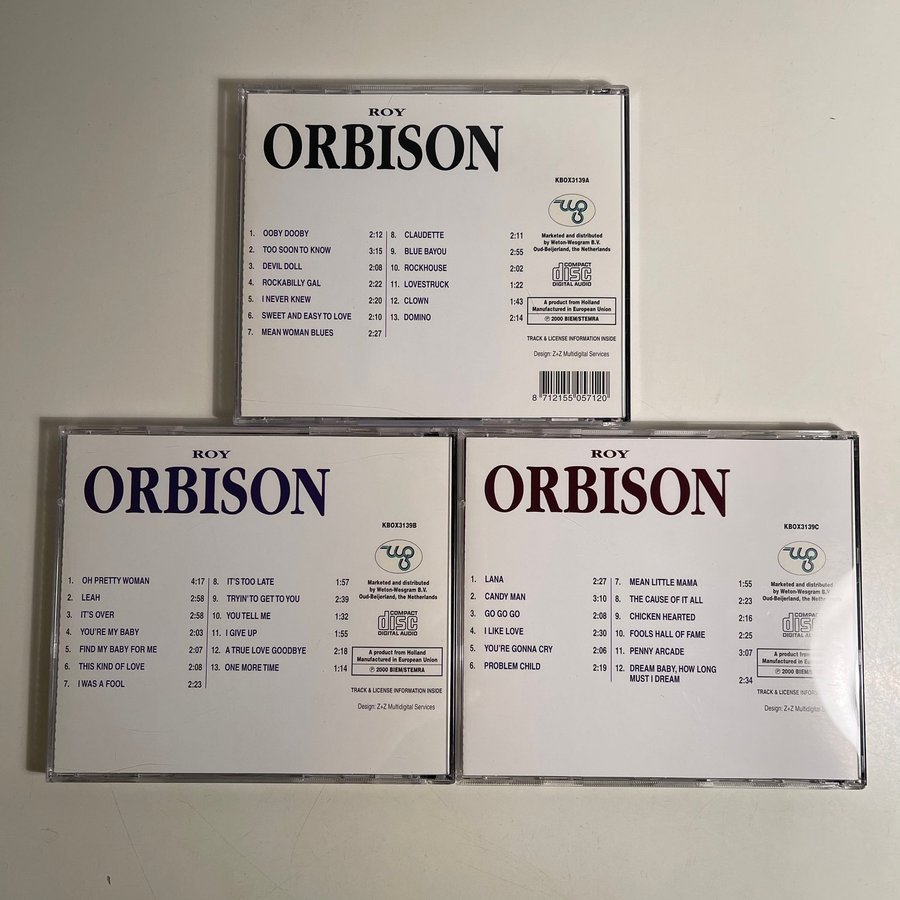 ROY
ORBISON
KBOX3139A
Marketed and distributed
by Weton-Wesgram B.V.
Oud-Beijerland, the Netherlands
COMPACT
disc
DIGITAL AUDIO
A product from Holland
Manufactured in European Union
℗ 2000 BIEM/STEMRA
TRACK & LICENSE INFORMATION INSIDE
Design: Z+Z Multidigital Services
8 712155 057120
1. OOBY DOOBY 2:12
2. TOO SOON TO KNOW 3:15
3. DEVIL DOLL 2:08
4. ROCKABILLY GAL 2:22
5. I NEVER KNEW 2:20
6. SWEET AND EASY TO LOVE 2:10
7. MEAN WOMAN BLUES 2:27
8. CLAUDETTE 2:11
9. BLUE BAYOU 2:55
10. ROCKHOUSE 2:02
11. LOVESTRUCK 1:22
12. CLOWN 1:43
13. DOMINO 2:14
ROY
ORBISON
KBOX3139B
Marketed and distributed
by Weton-Wesgram B.V.
Oud-Beijerland, the Netherlands
COMPACT
disc
DIGITAL AUDIO
A product from Holland
Manufactured in European Union
℗ 2000 BIEM/STEMRA
TRACK & LICENSE INFORMATION INSIDE
Design: Z+Z Multidigital Services
1. OH PRETTY WOMAN 4:17
2. LEAH 2:58
3. IT'S OVER 2:58
4. YOU'RE MY BABY 2:03
5. FIND MY BABY FOR ME 2:07
6. THIS KIND OF LOVE 2:08
7. I WAS A FOOL 2:23
8. IT'S TOO LATE 1:57
9. TRYIN' TO GET TO YOU 2:39
10. YOU TELL ME 1:32
11. I GIVE UP 1:55
12. A TRUE LOVE GOODBYE 2:18
13. ONE MORE TIME 1:14
ROY
ORBISON
KBOX3139C
Marketed and distributed
by Weton-Wesgram B.V.
Oud-Beijerland, the
COMPACT
disc
DIGITAL AUDIO
A product from
Manufactured in
℗ 2000
TRACK & LICENSE
Design: Z+Z Multidigital
1. LANA 2:27
2. CANDY MAN 3:10
3. GO GO GO 2:08
4. I LIKE LOVE 2:30
5. YOU'RE GONNA CRY 2:06
6. PROBLEM CHILD 2:19
7. MEAN LITTLE MAMA 1:55
8. THE CAUSE OF IT ALL 2:23
9. CHICKEN HEARTED 2:16
10. FOOLS HALL OF FAME 2:25
11. PENNY ARCADE 3:07
12. DREAM BABY, HOW LONG
MUST I DREAM 2:34